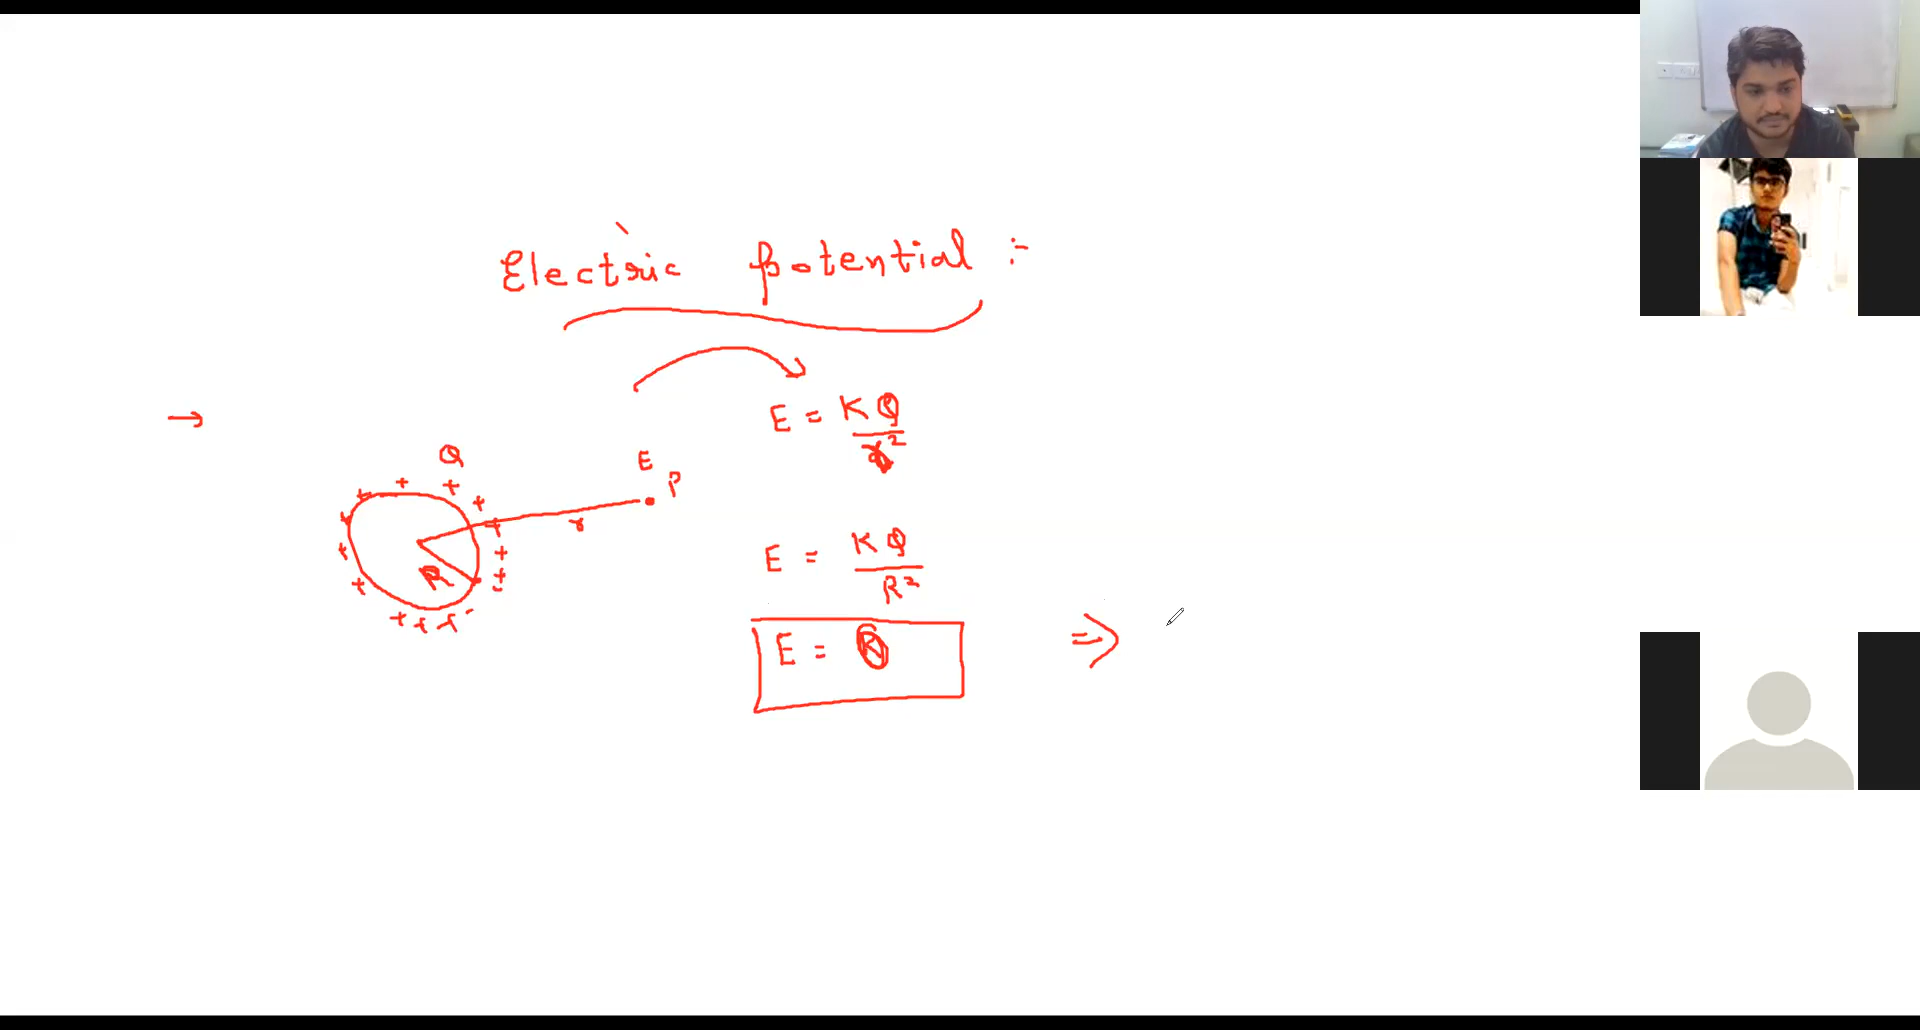 Electric potential :-
→
E = KQ/r²
Q
E
P
r
R
E = KQ/R²
E =
⇒